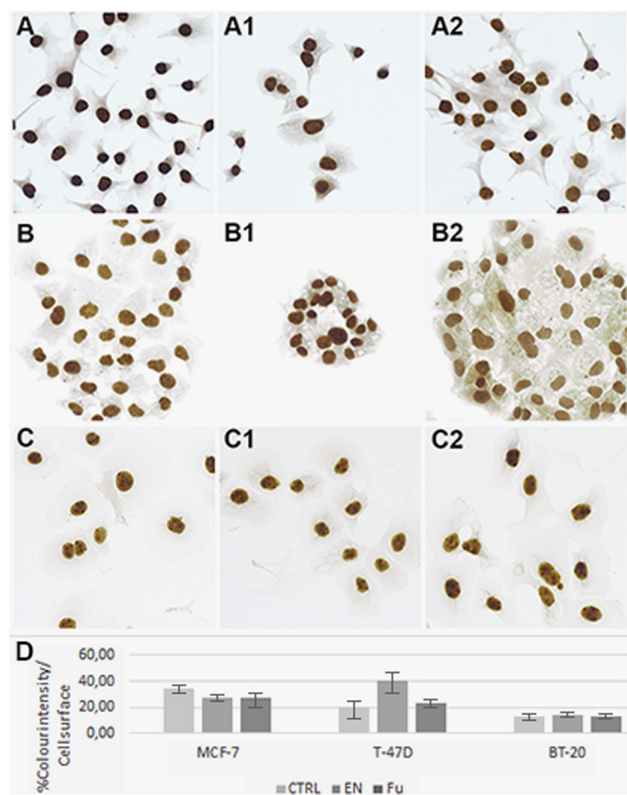 A A1 A2
B B1 B2
C C1 C2
D
%Colourintensity/
Cellsurface
60,00
40,00
20,00
0,00
MCF-7 T-47D BT-20
CTRL EN Fu